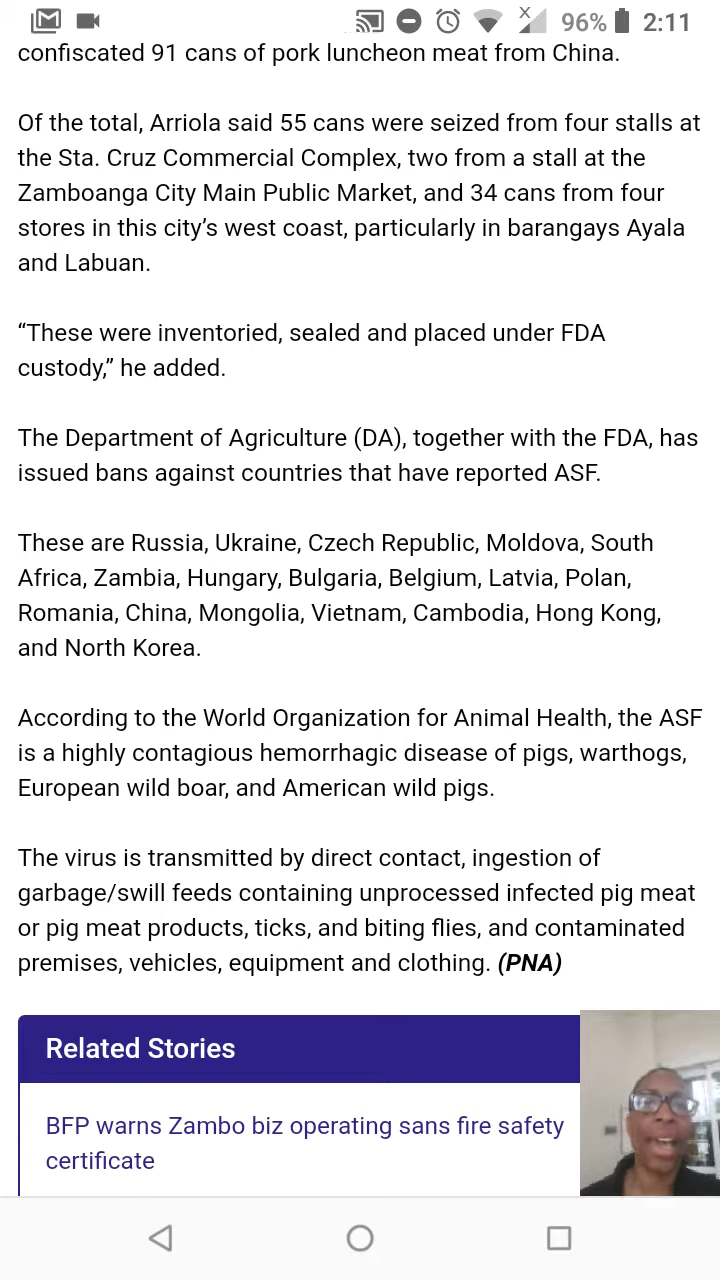 96% 2:11
confiscated 91 cans of pork luncheon meat from China.
Of the total, Arriola said 55 cans were seized from four stalls at
the Sta. Cruz Commercial Complex, two from a stall at the
Zamboanga City Main Public Market, and 34 cans from four
stores in this city’s west coast, particularly in barangays Ayala
and Labuan.
“These were inventoried, sealed and placed under FDA
custody,” he added.
The Department of Agriculture (DA), together with the FDA, has
issued bans against countries that have reported ASF.
These are Russia, Ukraine, Czech Republic, Moldova, South
Africa, Zambia, Hungary, Bulgaria, Belgium, Latvia, Polan,
Romania, China, Mongolia, Vietnam, Cambodia, Hong Kong,
and North Korea.
According to the World Organization for Animal Health, the ASF
is a highly contagious hemorrhagic disease of pigs, warthogs,
European wild boar, and American wild pigs.
The virus is transmitted by direct contact, ingestion of
garbage/swill feeds containing unprocessed infected pig meat
or pig meat products, ticks, and biting flies, and contaminated
premises, vehicles, equipment and clothing. (PNA)
Related Stories
BFP warns Zambo biz operating sans fire safety
certificate